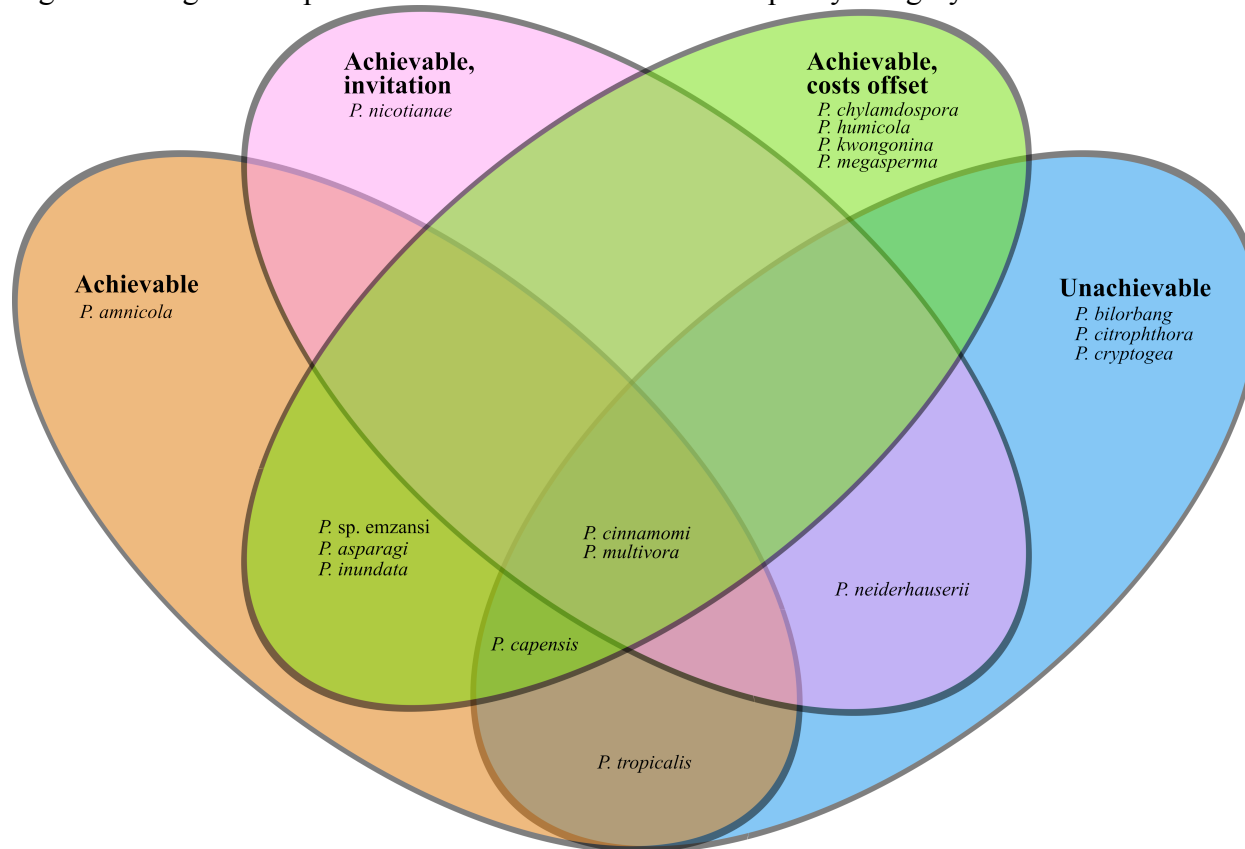 Achievable,
invitation
P. nicotianae
Achievable,
costs offset
P. chylamdospora
P. humicola
P. kwongonina
P. megasperma
Achievable
P. amnicola
Unachievable
P. bilorbang
P. citrophthora
P. cryptogea
P. sp. emzansi
P. asparagi
P. inundata
P. cinnamomi
P. multivora
P. neiderhauserii
P. capensis
P. tropicalis